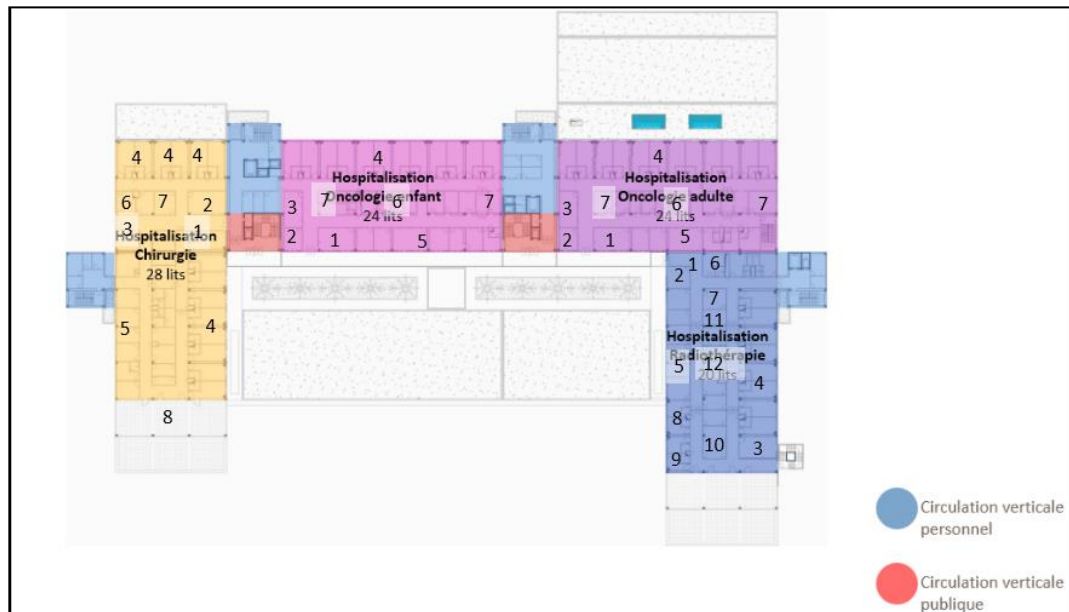 4 4 4
6 7 2
3 1
Hospitalisation
Chirurgie
28 lits
5 4
8
4
Hospitalisation
Oncologie enfant
24 lits
3 7 6 7
2 1 5
4
Hospitalisation
Oncologie adulte
24 lits
3 7 6 7
2 1 5
1 6
2
7
11
Hospitalisation
Radiothérapie
20 lits
5 12
4
8
10 3
9
Circulation verticale
personnel
Circulation verticale
publique